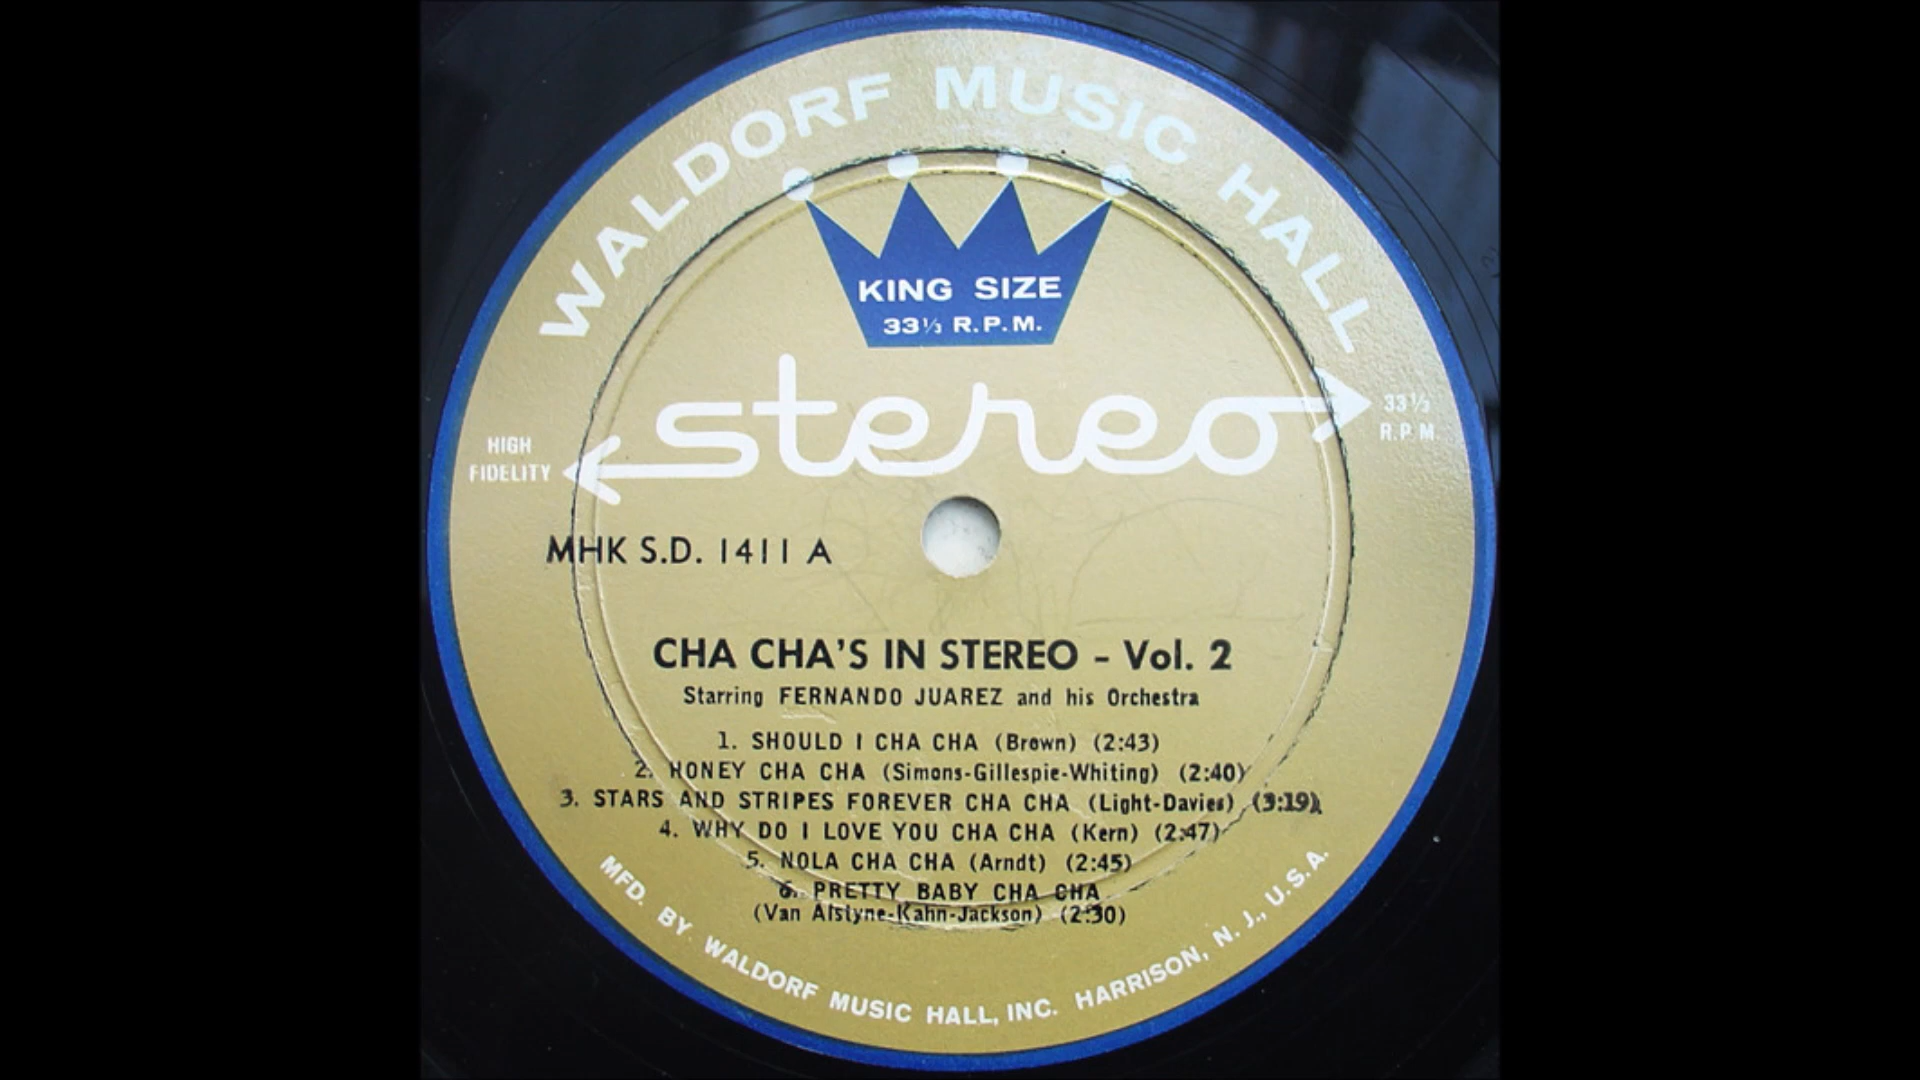 WALDORF MUSIC HALL
KING SIZE
33⅓ R.P.M.
stereo
HIGH
FIDELITY
33⅓
R.P.M.
MHK S.D. 1411 A
CHA CHA'S IN STEREO - Vol. 2
Starring FERNANDO JUAREZ and his Orchestra
1. SHOULD I CHA CHA (Brown) (2:43)
2. HONEY CHA CHA (Simons-Gillespie-Whiting) (2:40)
3. STARS AND STRIPES FOREVER CHA CHA (Light-Davies) (3:19)
4. WHY DO I LOVE YOU CHA CHA (Kern) (2:47)
5. NOLA CHA CHA (Arndt) (2:45)
6. PRETTY BABY CHA CHA
(Van Alstyne-Kahn-Jackson) (2:30)
MFD. BY WALDORF MUSIC HALL, INC. HARRISON, N. J., U.S.A.